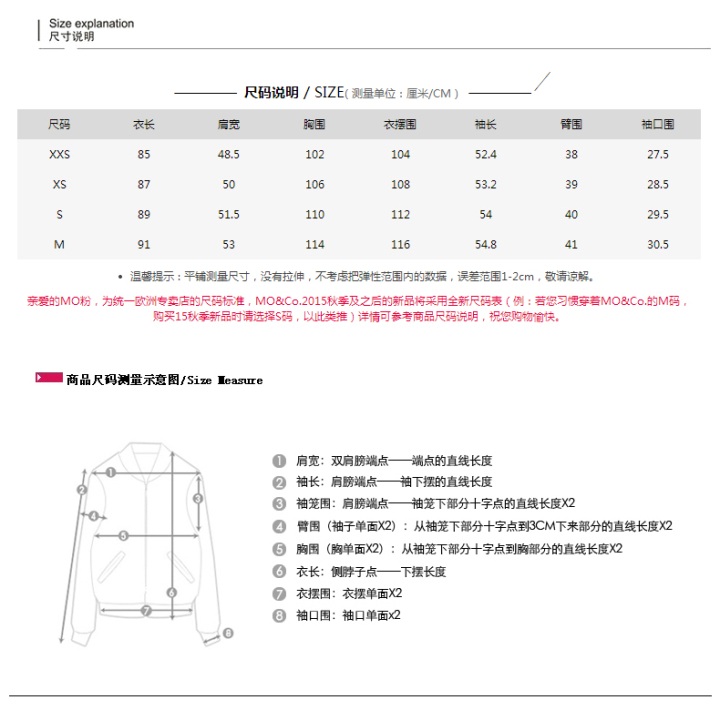 Size explanation
尺寸说明
尺码说明 / SIZE( 测量单位：厘米/CM )
尺码 衣长 肩宽 胸围 衣摆围 袖长 臂围 袖口围
XXS 85 48.5 102 104 52.4 38 27.5
XS 87 50 106 108 53.2 39 28.5
S 89 51.5 110 112 54 40 29.5
M 91 53 114 116 54.8 41 30.5
• 温馨提示：平铺测量尺寸，没有拉伸，不考虑把弹性范围内的数据，误差范围1-2cm，敬请谅解。
亲爱的MO粉，为统一欧洲专卖店的尺码标准，MO&Co.2015秋季及之后的新品将采用全新尺码表（例：若您习惯穿着MO&Co.的M码，
购买15秋季新品时请选择S码，以此类推）详情可参考商品尺码说明，祝您购物愉快。
商品尺码测量示意图/Size Measure
1 肩宽：双肩膀端点——端点的直线长度
2 袖长：肩膀端点——袖下摆的直线长度
3 袖笼围：肩膀端点——袖笼下部分十字点的直线长度X2
4 臂围（袖子单面X2）：从袖笼下部分十字点到3CM下来部分的直线长度X2
5 胸围（胸单面X2）：从袖笼下部分十字点到胸部分的直线长度X2
6 衣长：侧脖子点——下摆长度
7 衣摆围：衣摆单面X2
8 袖口围：袖口单面x2
1
2
3
4
5
6
7
8